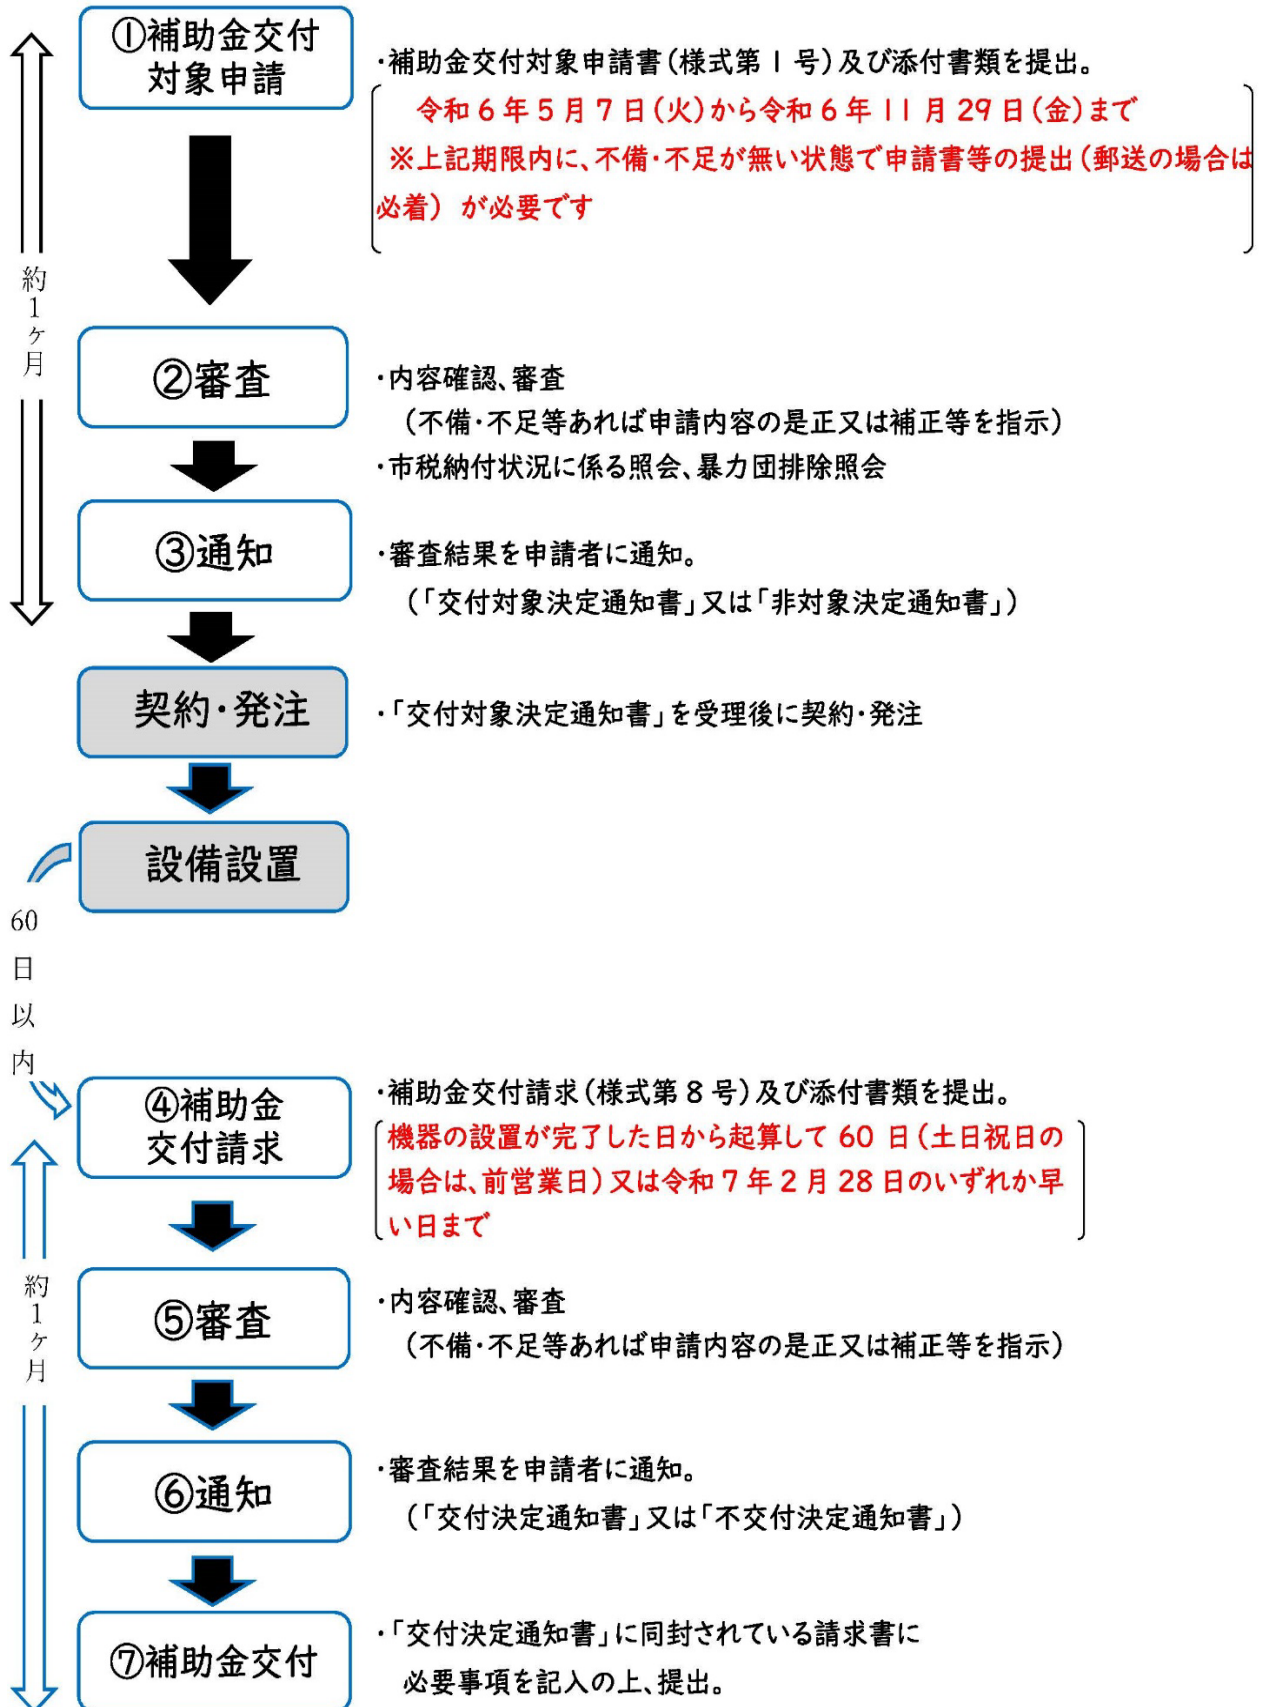 ①補助金交付
対象申請
・補助金交付対象申請書(様式第1号)及び添付書類を提出。
令和6年5月7日(火)から令和6年11月29日(金)まで
※上記期限内に、不備・不足が無い状態で申請書等の提出(郵送の場合は
必着) が必要です
約1ヶ月
②審査
・内容確認、審査
(不備・不足等あれば申請内容の是正又は補正等を指示)
・市税納付状況に係る照会、暴力団排除照会
③通知
・審査結果を申請者に通知。
(「交付対象決定通知書」又は「非対象決定通知書」)
契約・発注
・「交付対象決定通知書」を受理後に契約・発注
設備設置
60
日
以
内
④補助金
交付請求
・補助金交付請求(様式第8号)及び添付書類を提出。
機器の設置が完了した日から起算して 60 日(土日祝日の
場合は、前営業日)又は令和7年2月28日のいずれか早
い日まで
約1ヶ月
⑤審査
・内容確認、審査
(不備・不足等あれば申請内容の是正又は補正等を指示)
⑥通知
・審査結果を申請者に通知。
(「交付決定通知書」又は「不交付決定通知書」)
⑦補助金交付
・「交付決定通知書」に同封されている請求書に
必要事項を記入の上、提出。